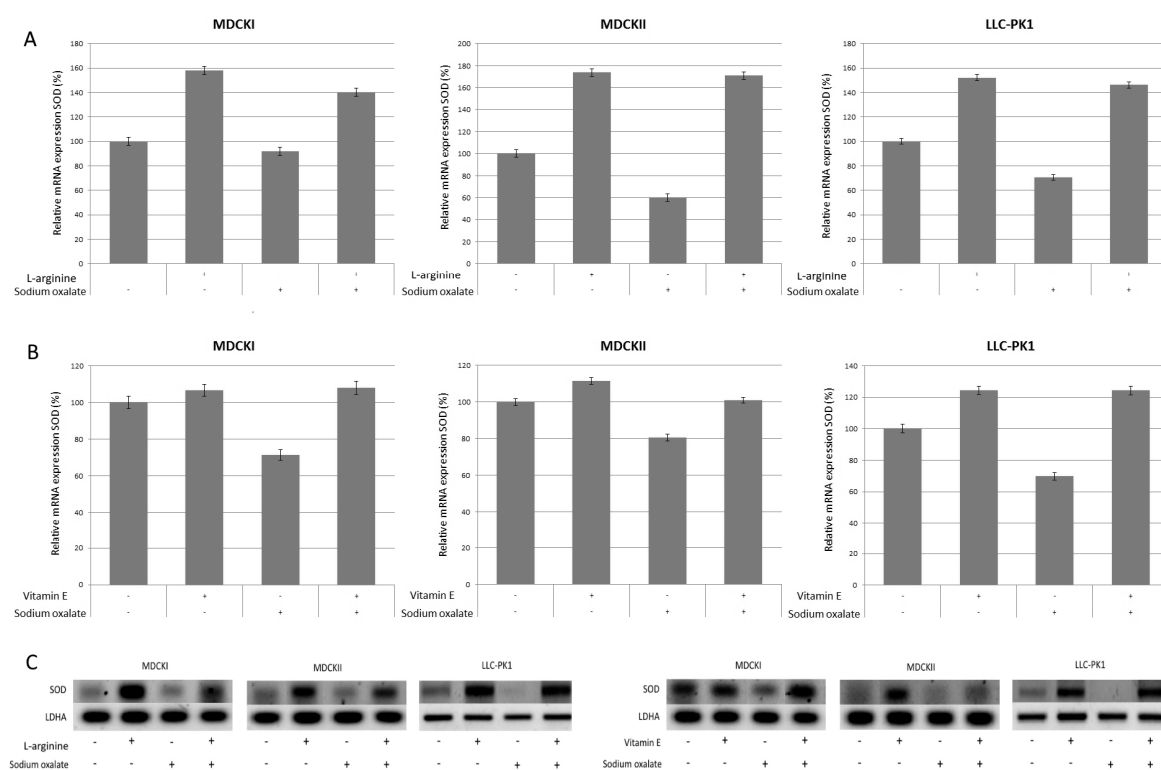 A
MDCKI
MDCKII
LLC-PK1
Relative mRNA expression SOD (%)
180
160
140
120
100
80
60
40
20
0
Relative mRNA expression SOD (%)
200
180
160
140
120
100
80
60
40
20
0
Relative mRNA expression SOD (%)
180
160
140
120
100
80
60
40
20
0
L-arginine
L-arginine - + - +
L-arginine
Sodium oxalate - - + +
Sodium oxalate - - + +
Sodium oxalate - - + +
B
MDCKI
MDCKII
LLC-PK1
Relative mRNA expression SOD (%)
120
100
80
60
40
20
0
Relative mRNA expression SOD (%)
120
100
80
60
40
20
0
Relative mRNA expression SOD (%)
140
120
100
80
60
40
20
0
Vitamin E - + - +
Vitamin E - + - +
Vitamin E - + - +
Sodium oxalate - - + +
Sodium oxalate - - + +
Sodium oxalate - - + +
C
MDCKI MDCKII LLC-PK1
SOD
LDHA
L-arginine - + - + - + - + - + - +
Sodium oxalate - - + + - - + + - - + +
MDCKI MDCKII LLC-PK1
SOD
LDHA
Vitamin E - + - + - + - + - + - +
Sodium oxalate - - + + - - + + - - + +